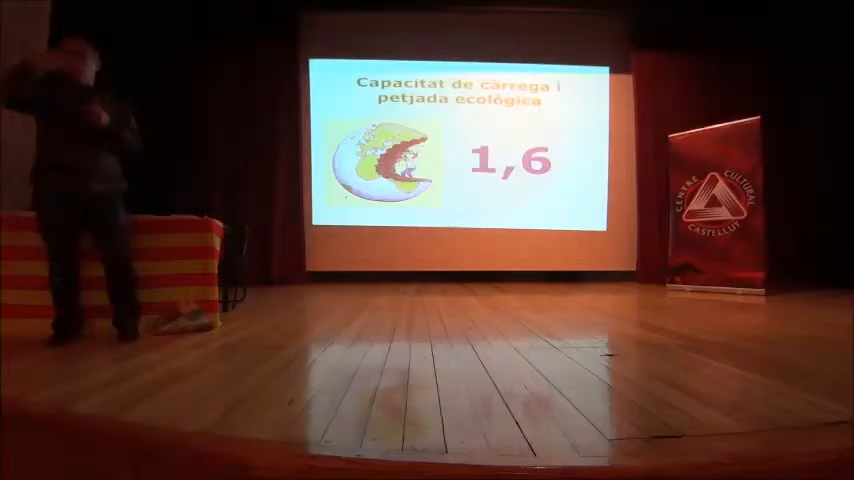 Capacitat de càrrega i
petjada ecològica
1,6
CENTRE CULTURAL
CASTELLUT